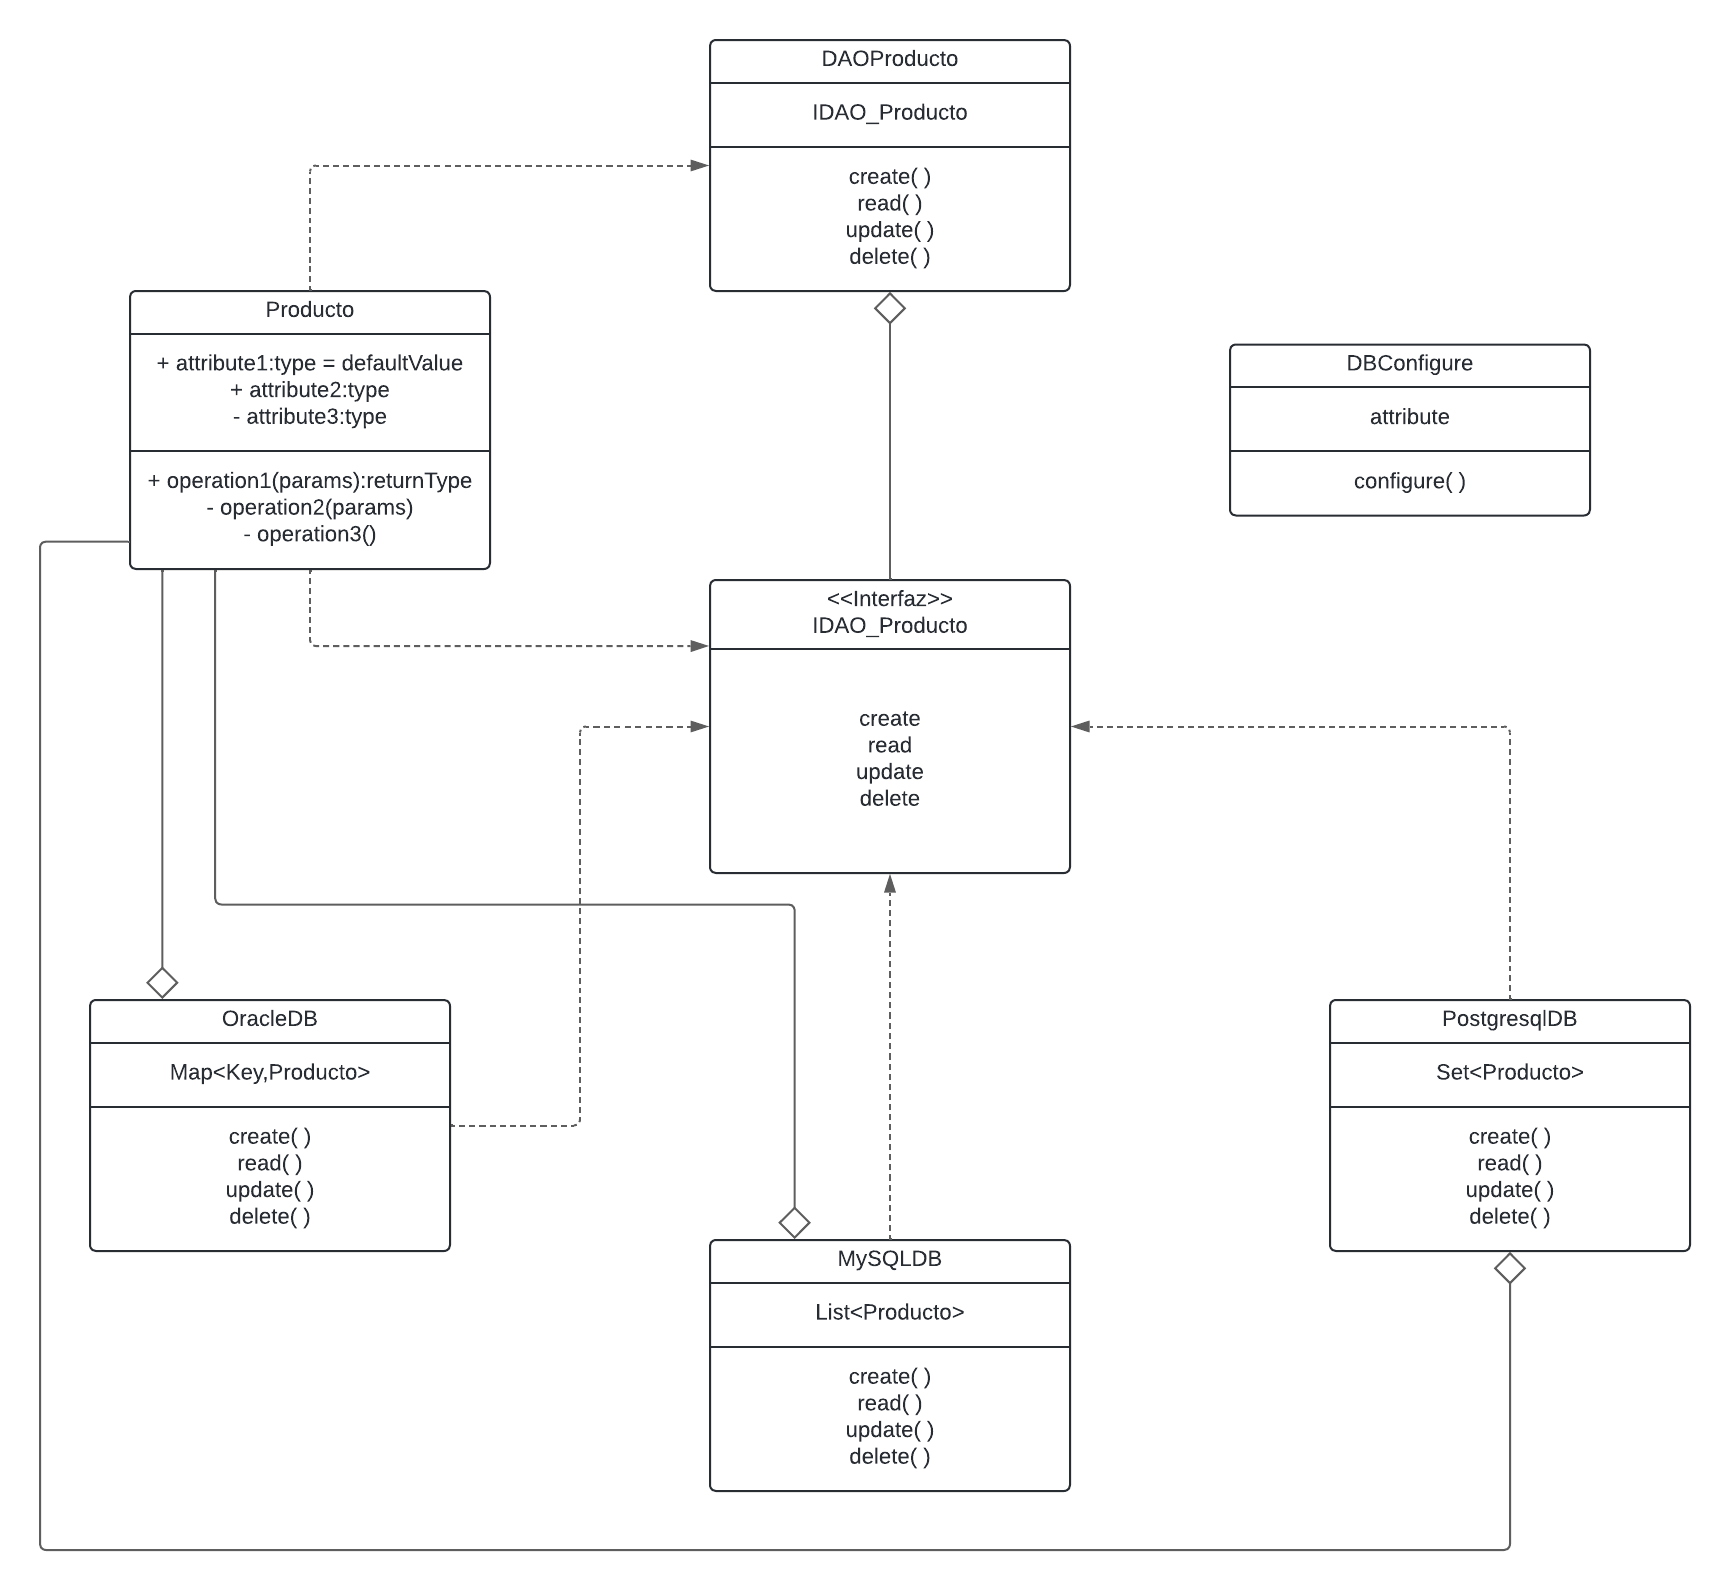 DAOProducto
IDAO_Producto
create( )
read( )
update( )
delete( )
Producto
+ attribute1:type = defaultValue
+ attribute2:type
- attribute3:type
+ operation1(params):returnType
- operation2(params)
- operation3()
DBConfigure
attribute
configure( )
<<Interfaz>>
IDAO_Producto
create
read
update
delete
OracleDB
Map<Key,Producto>
create( )
read( )
update( )
delete( )
MySQLDB
List<Producto>
create( )
read( )
update( )
delete( )
PostgresqlDB
Set<Producto>
create( )
read( )
update( )
delete( )